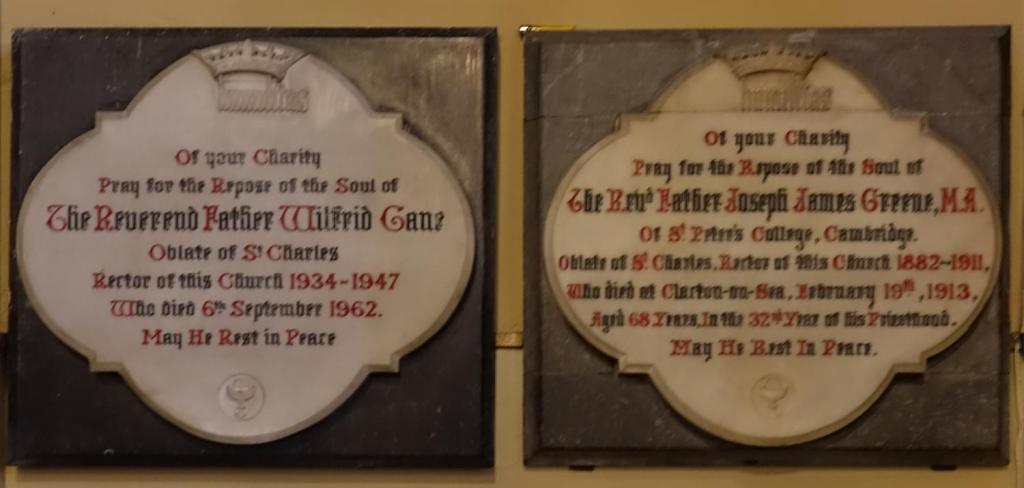 humilitas
Of your Charity
Pray for the Repose of the Soul of
The Reverend Father Wilfrid Ganz
Oblate of St Charles
Rector of this Church 1934-1947
Who died 6th September 1962.
May He Rest in Peace
humilitas
Of your Charity
Pray for the Repose of the Soul of
The Revd Father Joseph James Greene, M.A.
Of St Peter's College, Cambridge.
Oblate of St Charles, Rector of this Church 1882-1911,
Who died at Clacton-on-Sea, February 19th, 1913,
Aged 68 Years, In the 32nd Year of his Priesthood.
May He Rest In Peace.